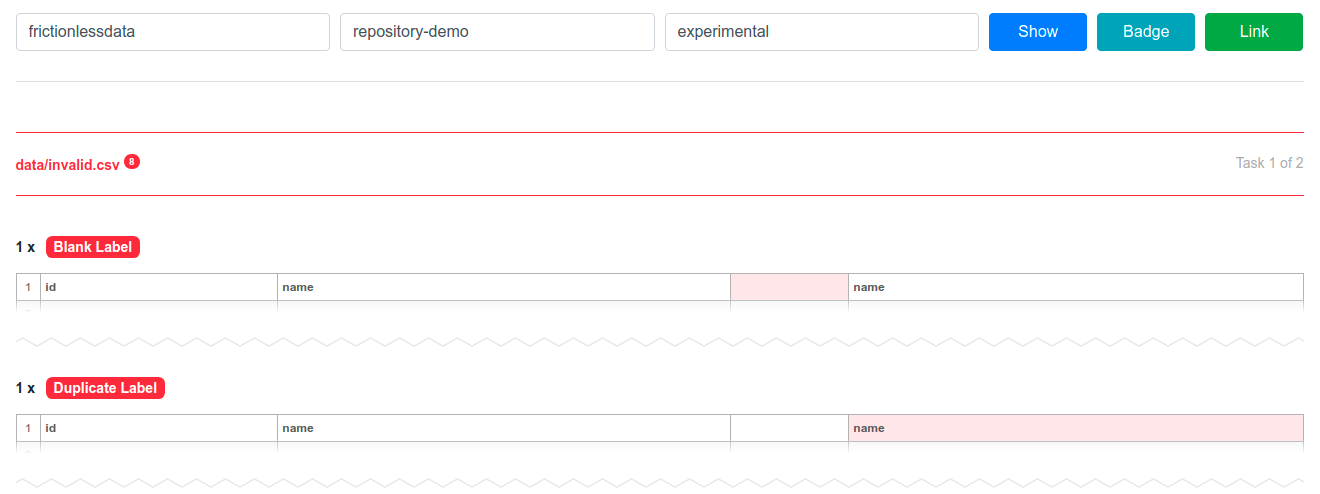 frictionlessdata repository-demo experimental Show Badge Link
data/invalid.csv 8 Task 1 of 2
1 x Blank Label
1 id name name
1 x Duplicate Label
1 id name name